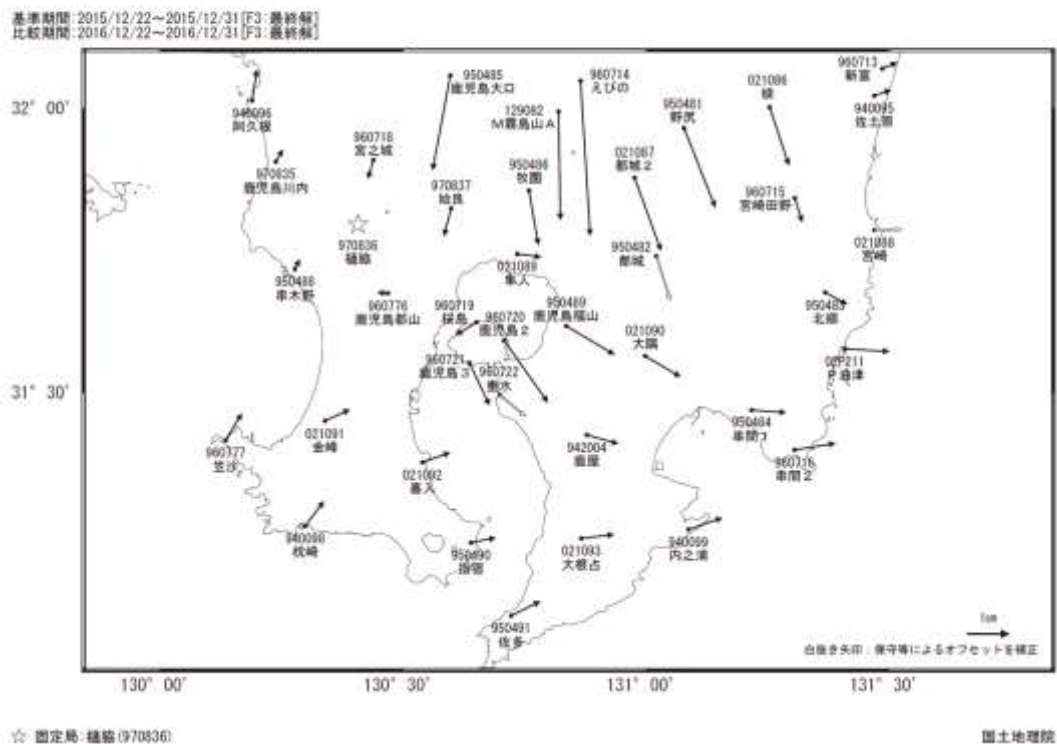 基準期間:2015/12/22~2015/12/31[F3:最終解]
比較期間:2016/12/22~2016/12/31[F3:最終解]
32° 00′
31° 30′
130° 00′
130° 30′
131° 00′
131° 30′
940096
阿久根
970835
鹿児島川内
960718
宮之城
950485
鹿児島大口
129082
M霧島山A
960714
えびの
950481
野尻
021086
綾
960713
新富
940095
佐土原
970837
姶良
950486
牧園
021087
都城2
960715
宮崎田野
970836
樋脇
950482
都城
021088
宮崎
950488
串木野
021089
隼人
960776
鹿児島郡山
960719
桜島
960720
鹿児島2
950489
鹿児島福山
950483
北郷
021090
大隅
960721
鹿児島3
960722
垂水
02P211
P油津
960777
笠沙
021091
金峰
021092
喜入
942004
鹿屋
950484
串間1
960716
串間2
940098
枕崎
950490
指宿
021093
大根占
940099
内之浦
950491
佐多
1cm
白抜き矢印:保守等によるオフセットを補正
☆ 固定局:樋脇(970836)
国土地理院